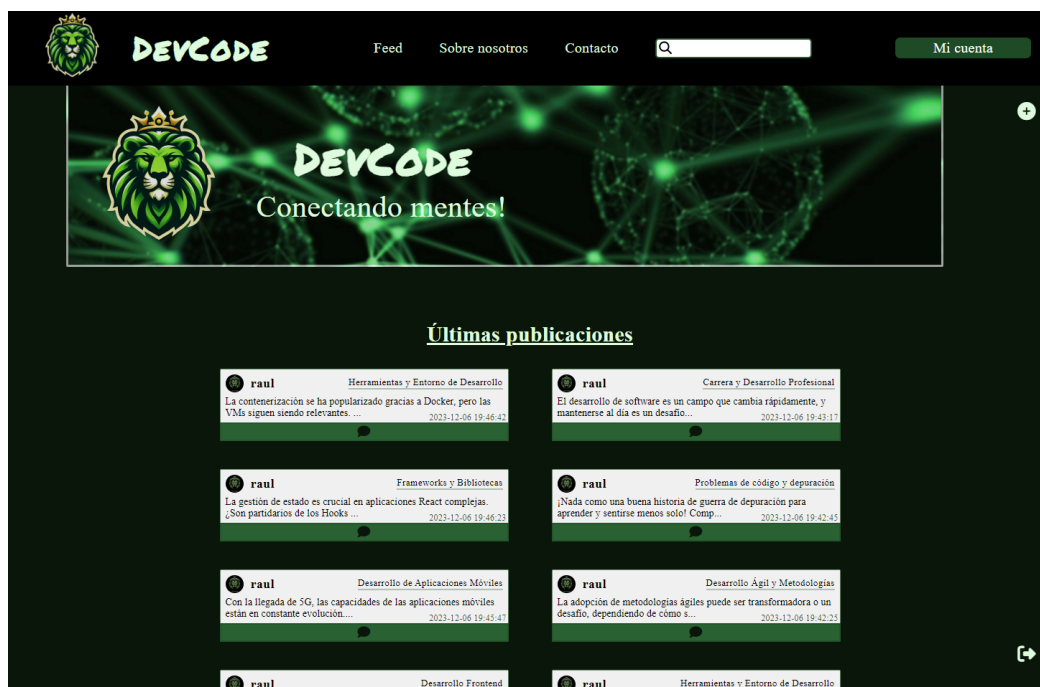 DEVCODE
Feed
Sobre nosotros
Contacto
Mi cuenta
DEVCODE
Conectando mentes!
Últimas publicaciones
raul
Herramientas y Entorno de Desarrollo
La contenerización se ha popularizado gracias a Docker, pero las
VMs siguen siendo relevantes. ...
2023-12-06 19:46:42
raul
Carrera y Desarrollo Profesional
El desarrollo de software es un campo que cambia rápidamente, y
mantenerse al día es un desafío...
2023-12-06 19:43:17
raul
Frameworks y Bibliotecas
La gestión de estado es crucial en aplicaciones React complejas.
¿Son partidarios de los Hooks ...
2023-12-06 19:46:23
raul
Problemas de código y depuración
¡Nada como una buena historia de guerra de depuración para
aprender y sentirse menos solo! Comp...
2023-12-06 19:42:45
raul
Desarrollo de Aplicaciones Móviles
Con la llegada de 5G, las capacidades de las aplicaciones móviles
están en constante evolución....
2023-12-06 19:45:47
raul
Desarrollo Ágil y Metodologías
La adopción de metodologías ágiles puede ser transformadora o un
desafío, dependiendo de cómo s...
2023-12-06 19:42:25
raul
Desarrollo Frontend
raul
Herramientas y Entorno de Desarrollo